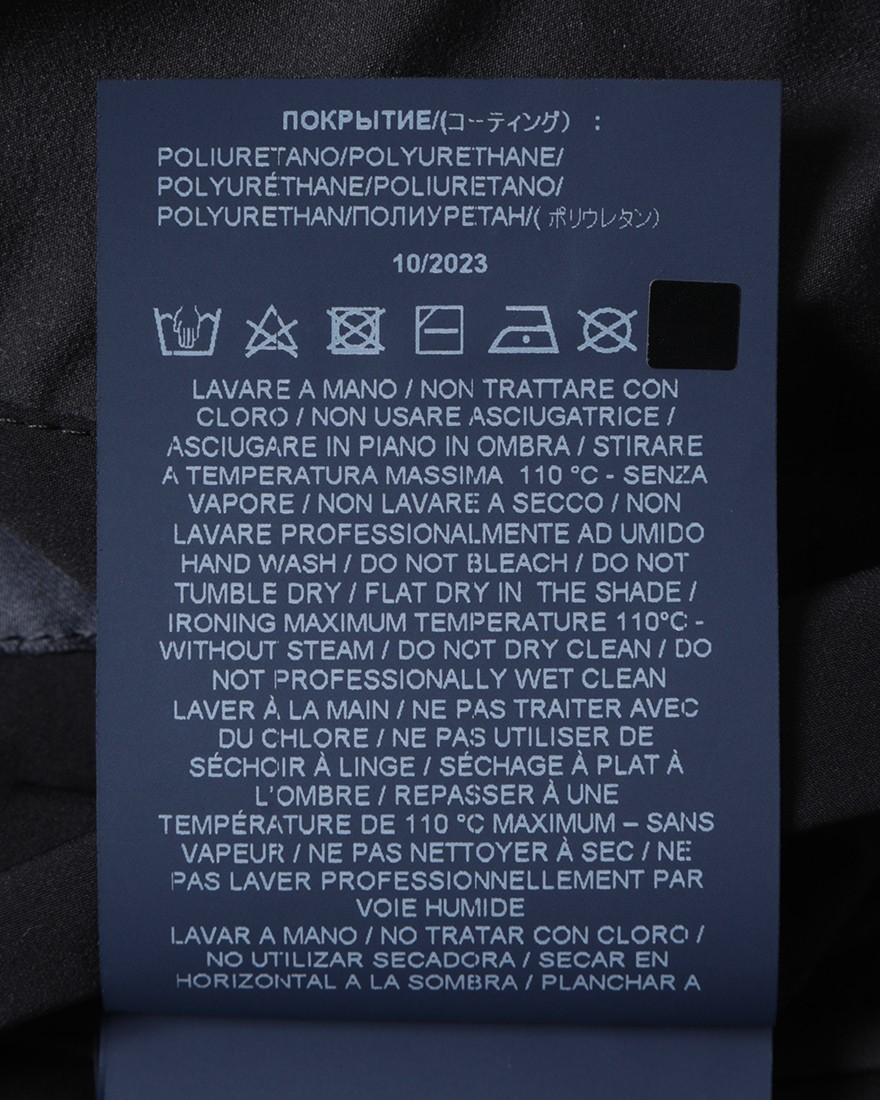 ПОКРЫТИЕ/(コーティング) :
POLIURETANO/POLYURETHANE/
POLYURÉTHANE/POLIURETANO/
POLYURETHAN/ПОЛИУРЕТАН/( ポリウレタン)
10/2023
LAVARE A MANO / NON TRATTARE CON
CLORO / NON USARE ASCIUGATRICE /
ASCIUGARE IN PIANO IN OMBRA / STIRARE
A TEMPERATURA MASSIMA 110 °C - SENZA
VAPORE / NON LAVARE A SECCO / NON
LAVARE PROFESSIONALMENTE AD UMIDO
HAND WASH / DO NOT BLEACH / DO NOT
TUMBLE DRY / FLAT DRY IN THE SHADE /
IRONING MAXIMUM TEMPERATURE 110°C -
WITHOUT STEAM / DO NOT DRY CLEAN / DO
NOT PROFESSIONALLY WET CLEAN
LAVER À LA MAIN / NE PAS TRAITER AVEC
DU CHLORE / NE PAS UTILISER DE
SÉCHOIR À LINGE / SÉCHAGE À PLAT À
L'OMBRE / REPASSER À UNE
TEMPÉRATURE DE 110 °C MAXIMUM – SANS
VAPEUR / NE PAS NETTOYER À SEC / NE
PAS LAVER PROFESSIONNELLEMENT PAR
VOIE HUMIDE
LAVAR A MANO / NO TRATAR CON CLORO /
NO UTILIZAR SECADORA / SECAR EN
HORIZONTAL A LA SOMBRA / PLANCHAR A